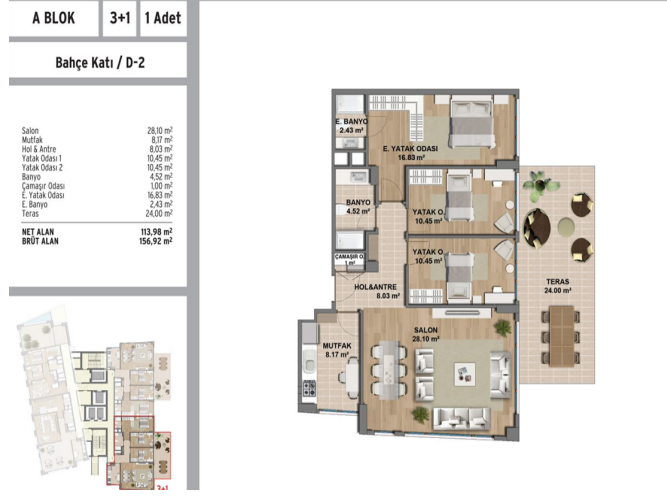 A BLOK 3+1 1 Adet
Bahçe Katı / D-2
Salon 28,10 m²
Mutfak 8,17 m²
Hol & Antre 8,03 m²
Yatak Odası 1 10,45 m²
Yatak Odası 2 10,45 m²
Banyo 4,52 m²
Çamaşır Odası 1,00 m²
E. Yatak Odası 16,83 m²
E. Banyo 2,43 m²
Teras 24,00 m²
NET ALAN 113,98 m²
BRÜT ALAN 156,92 m²
E. BANYO
2.43 m²
E. YATAK ODASI
16.83 m²
BANYO
4.52 m²
YATAK O.
10.45 m²
YATAK O.
10.45 m²
ÇAMAŞIR O.
1 m²
HOL&ANTRE
8.03 m²
TERAS
24.00 m²
MUTFAK
8.17 m²
SALON
28.10 m²
3+1